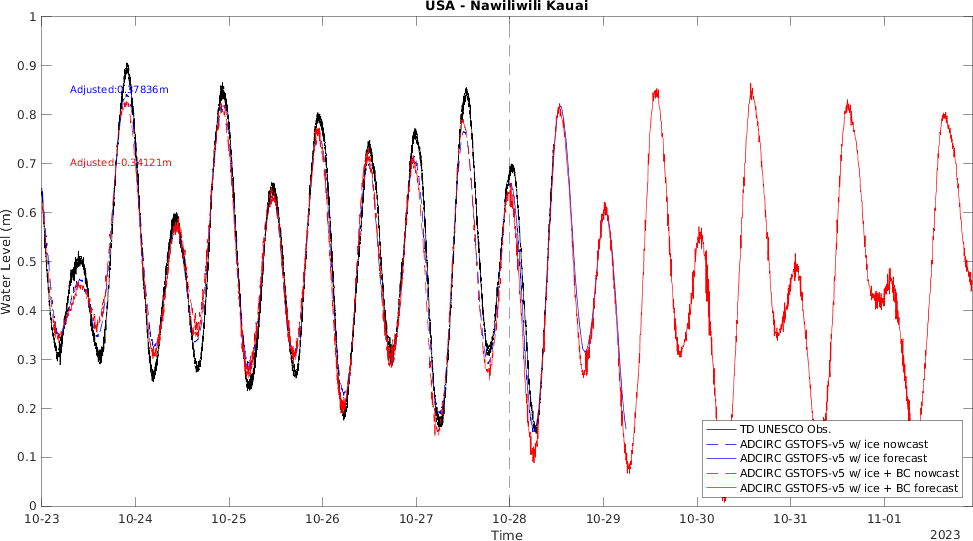 USA - Nawiliwili Kauai
1
0.9
0.8
0.7
0.6
0.5
0.4
0.3
0.2
0.1
0
Water Level (m)
Adjusted:0.37836m
Adjusted:-0.34121m
TD UNESCO Obs.
ADCIRC GSTOFS-v5 w/ ice nowcast
ADCIRC GSTOFS-v5 w/ ice forecast
ADCIRC GSTOFS-v5 w/ ice + BC nowcast
ADCIRC GSTOFS-v5 w/ ice + BC forecast
10-23 10-24 10-25 10-26 10-27 10-28 10-29 10-30 10-31 11-01
Time
2023